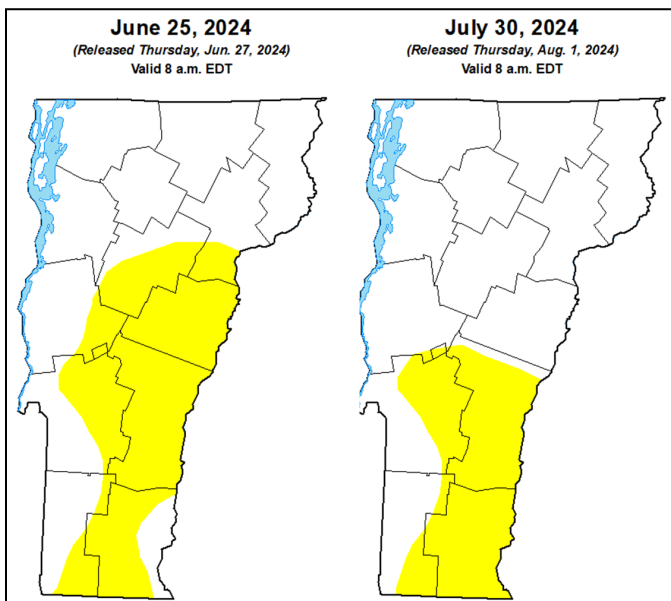 June 25, 2024
(Released Thursday, Jun. 27, 2024)
Valid 8 a.m. EDT
July 30, 2024
(Released Thursday, Aug. 1, 2024)
Valid 8 a.m. EDT